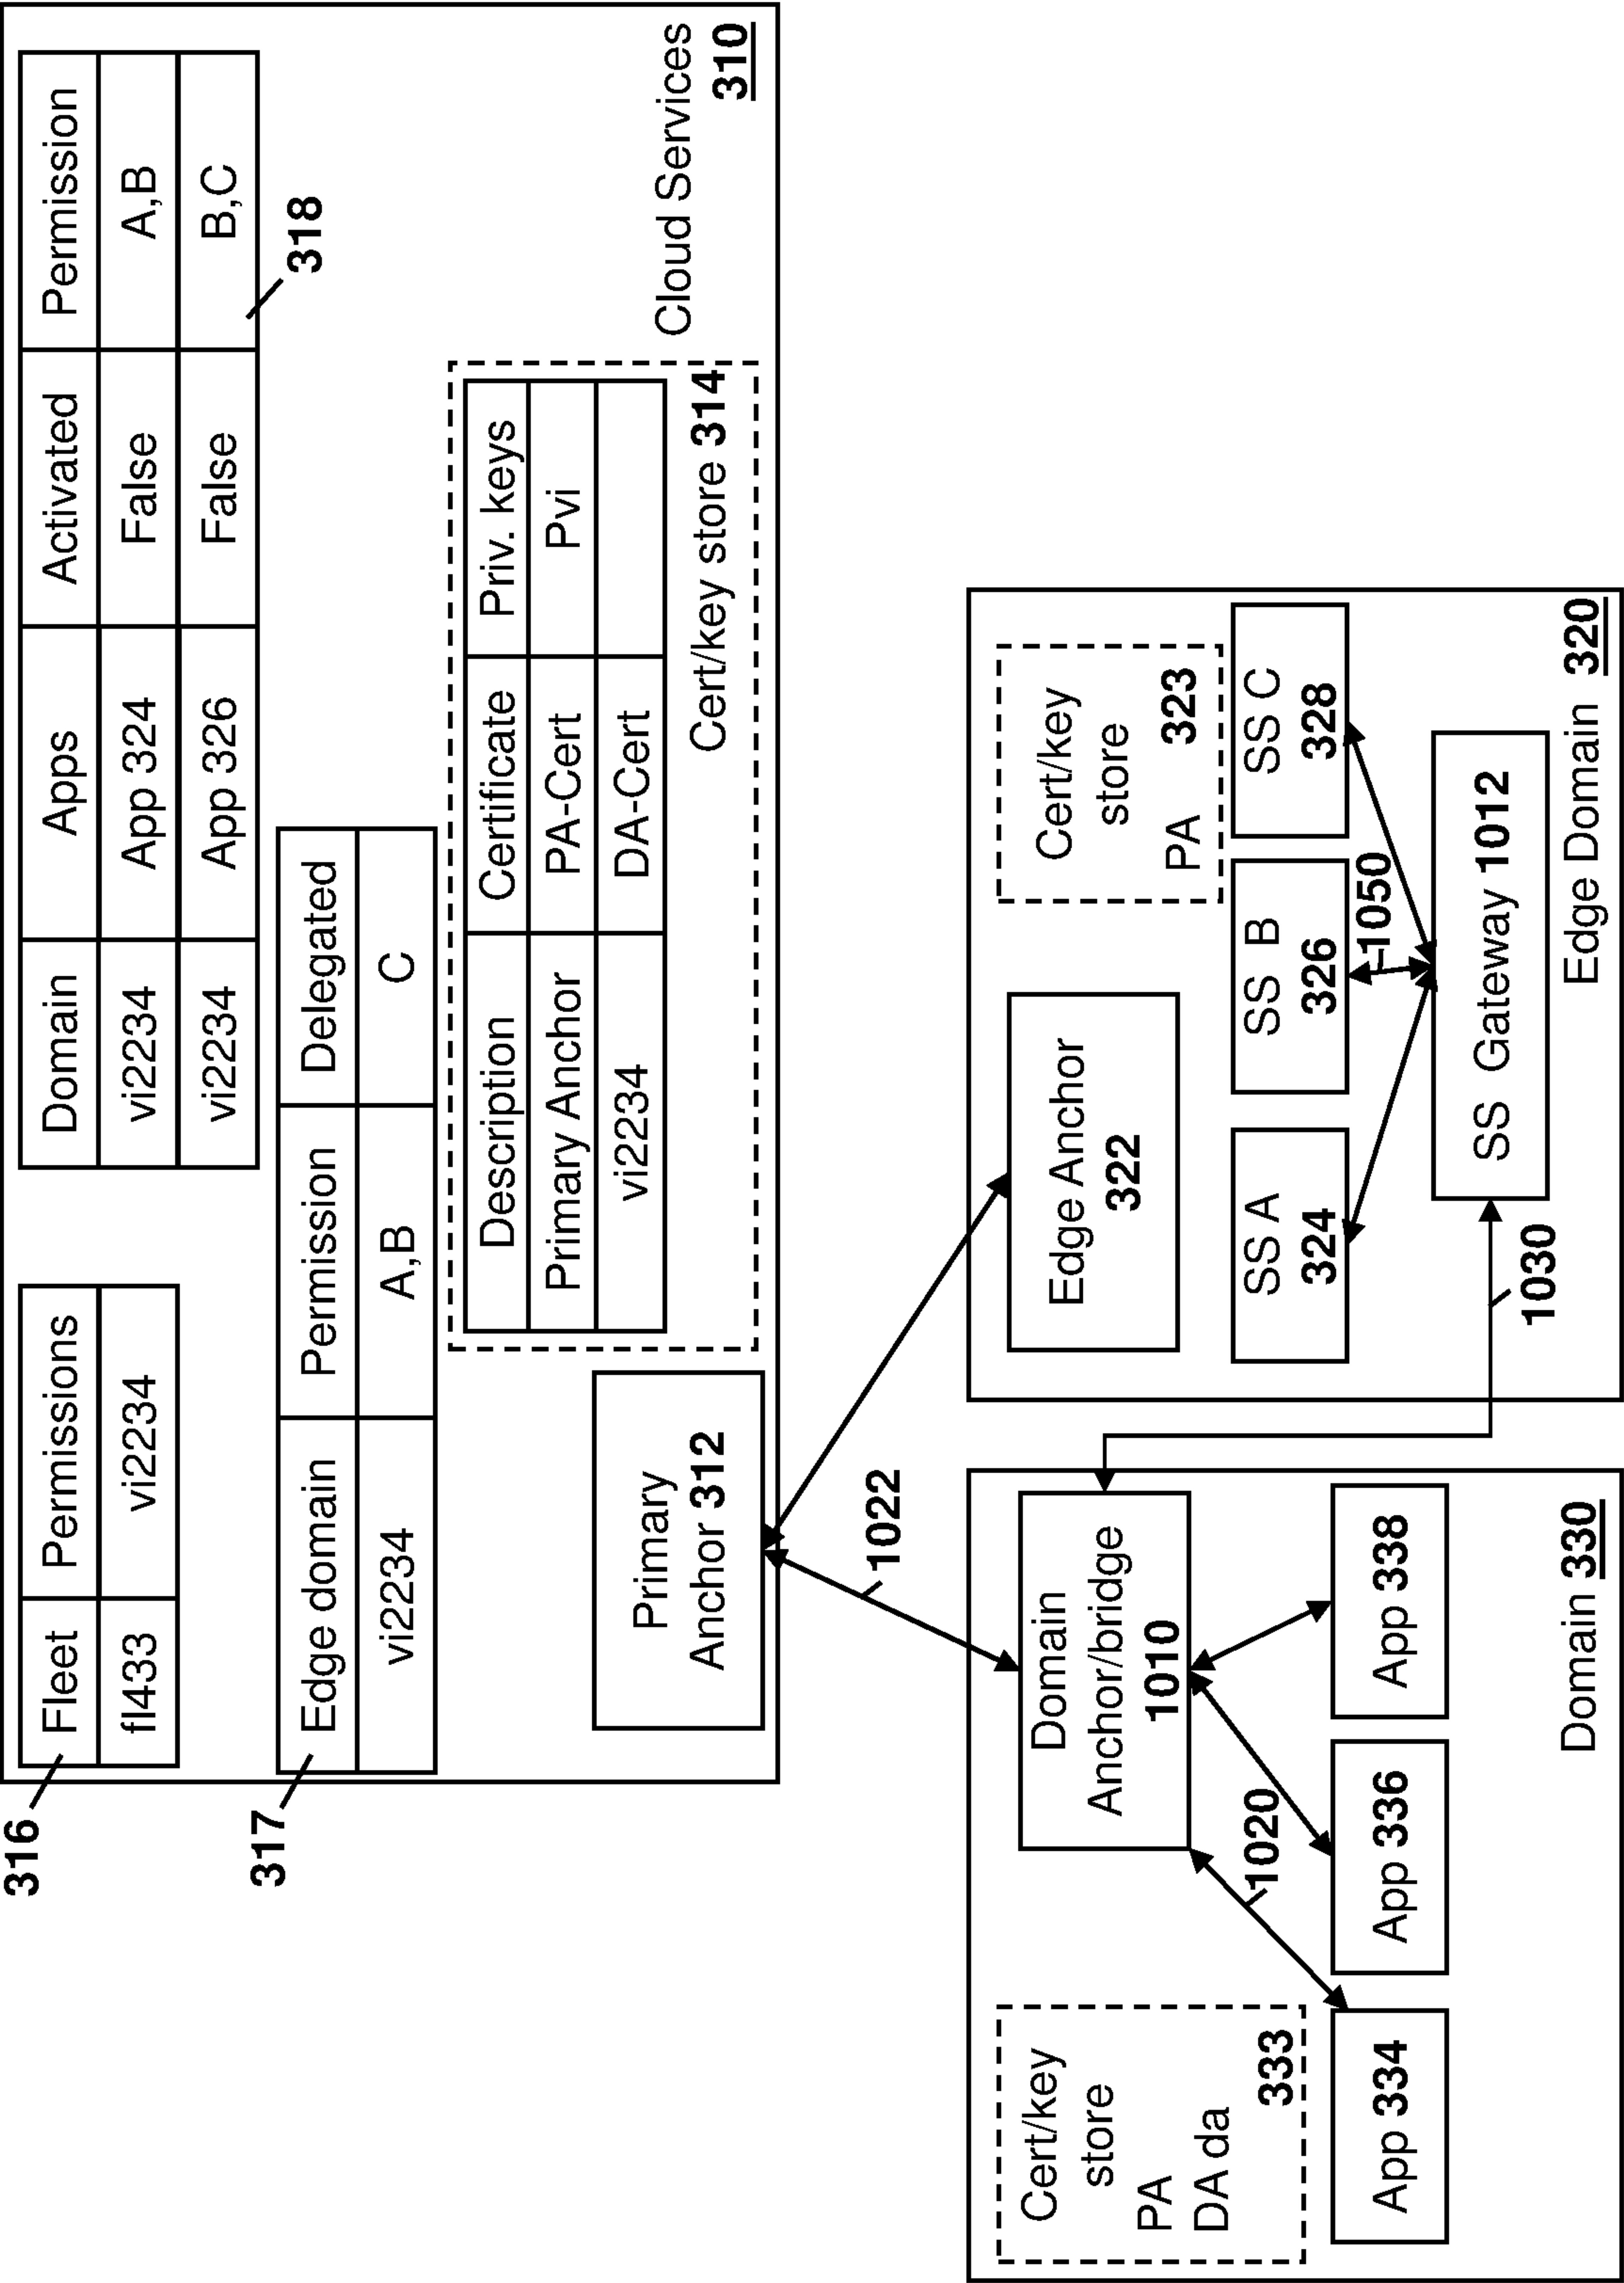 316
Fleet Permissions
fl433 vi2234
Domain Apps Activated Permission
vi2234 App 324 False A,B
vi2234 App 326 False B,C
318
317
Edge domain Permission Delegated
vi2234 A,B C
Description Certificate Priv. keys
Primary Anchor PA-Cert Pvi
vi2234 DA-Cert
Cert/key store 314
Cloud Services
310
Primary
Anchor 312
1022
Cert/key
store
PA
DA da
333
Domain
Anchor/bridge
1010
1020
App 334
App 336
App 338
Domain 330
1030
Edge Anchor
322
Cert/key
store
PA 323
SS A
324
SS B
326
SS C
328
1050
SS Gateway 1012
Edge Domain 320